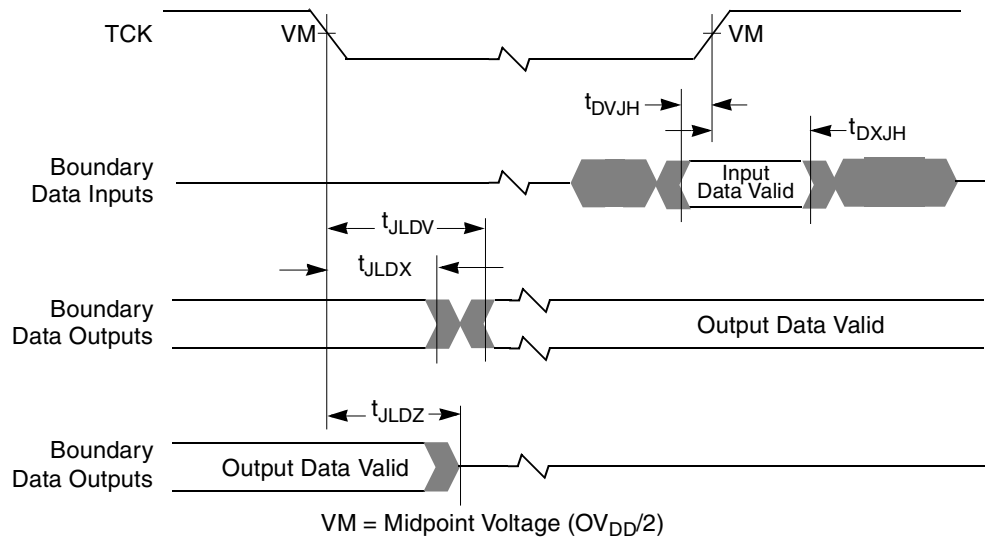 TCK
VM
VM
tDVJH
tDXJH
Boundary
Data Inputs
Input
Data Valid
tJLDV
tJLDX
Boundary
Data Outputs
Output Data Valid
tJLDZ
Boundary
Data Outputs
Output Data Valid
VM = Midpoint Voltage (OVDD/2)